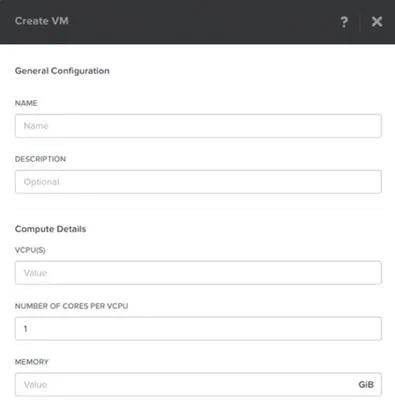 Create VM
?
General Configuration
NAME
Name
DESCRIPTION
Optional
Compute Details
VCPU(S)
Value
NUMBER OF CORES PER VCPU
1
MEMORY
Value GiB